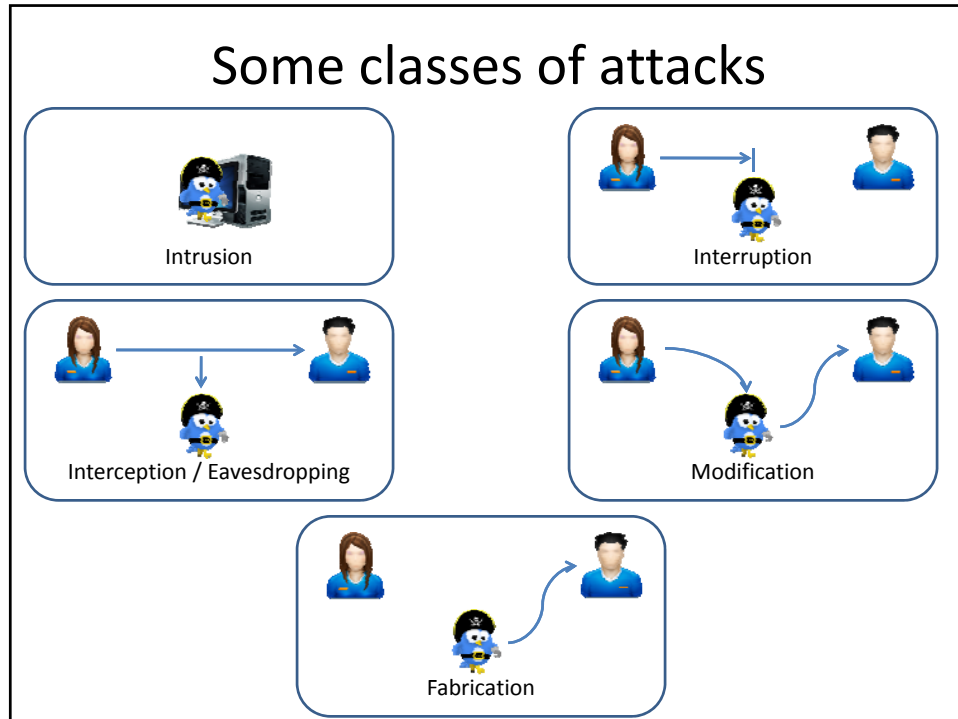 Some classes of attacks
Intrusion
Interruption
Interception / Eavesdropping
Modification
Fabrication